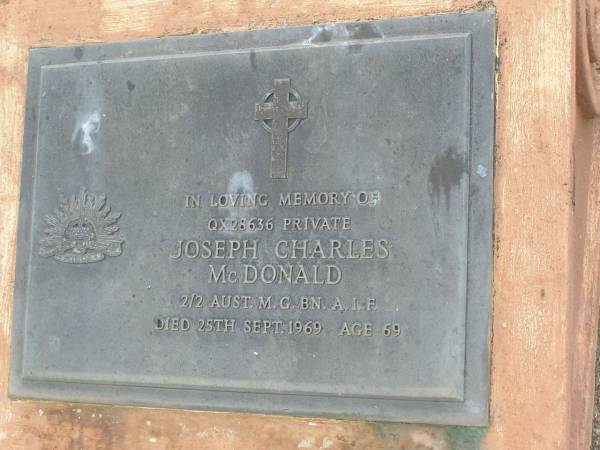 IN LOVING MEMORY OF
QX28636 PRIVATE
JOSEPH CHARLES
McDONALD
2/2 AUST. M.G. BN. A.I.F.
DIED 25TH SEPT. 1969 AGE 69